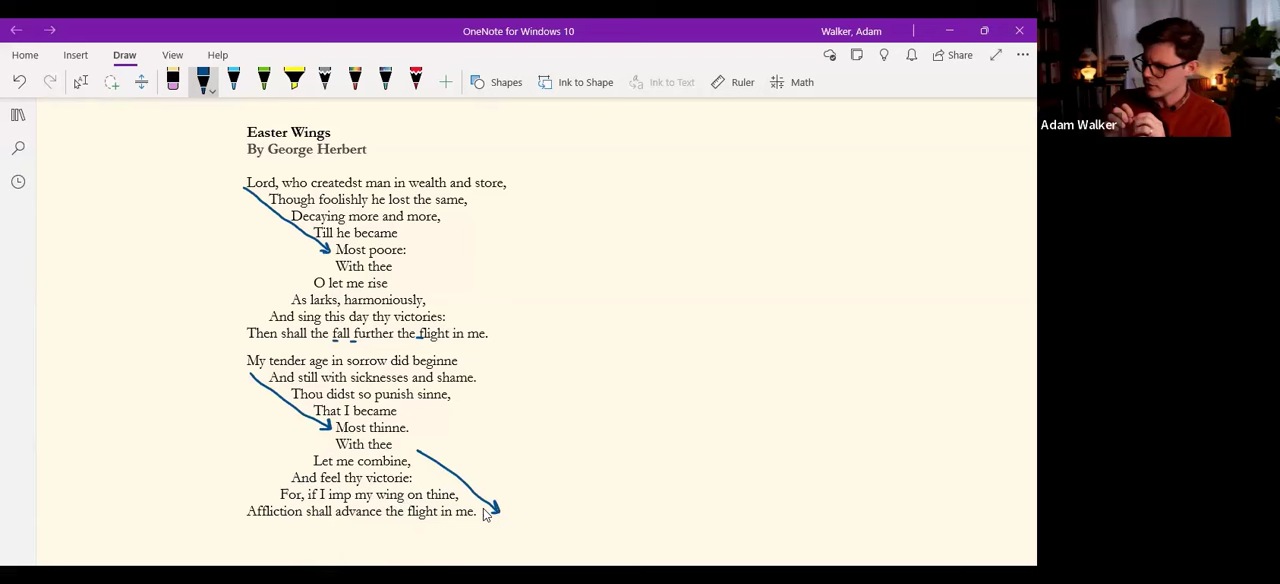 OneNote for Windows 10
Walker, Adam
Home
Insert
Draw
View
Help
Share
Shapes
Ink to Shape
Ink to Text
Ruler
Math
Adam Walker
Easter Wings
By George Herbert
Lord, who createdst man in wealth and store,
Though foolishly he lost the same,
Decaying more and more,
Till he became
Most poore:
With thee
O let me rise
As larks, harmoniously,
And sing this day thy victories:
Then shall the fall further the flight in me.
My tender age in sorrow did beginne
And still with sicknesses and shame.
Thou didst so punish sinne,
That I became
Most thinne.
With thee
Let me combine,
And feel thy victorie:
For, if I imp my wing on thine,
Affliction shall advance the flight in me.